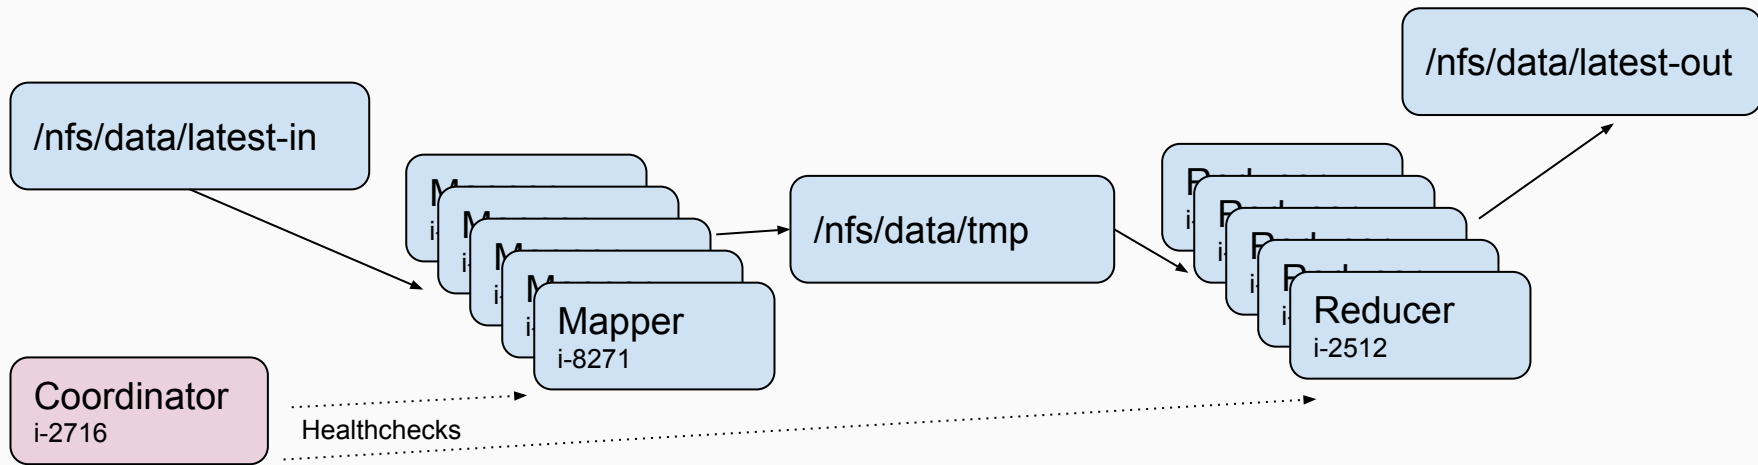 /nfs/data/latest-out
/nfs/data/latest-in
/nfs/data/tmp
Mapper
i-8271
Reducer
i-2512
Coordinator
i-2716
Healthchecks